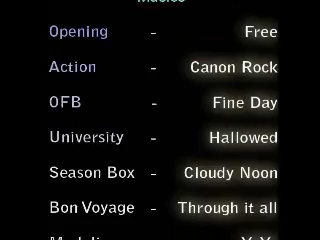 Opening - Free
Action - Canon Rock
OFB - Fine Day
University - Hallowed
Season Box - Cloudy Noon
Bon Voyage - Through it all